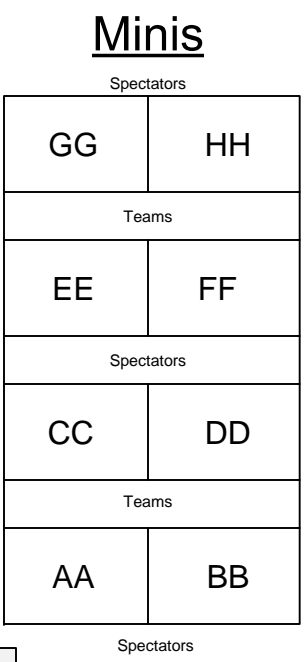 Minis
Spectators
GG HH
Teams
EE FF
Spectators
CC DD
Teams
AA BB
Spectators